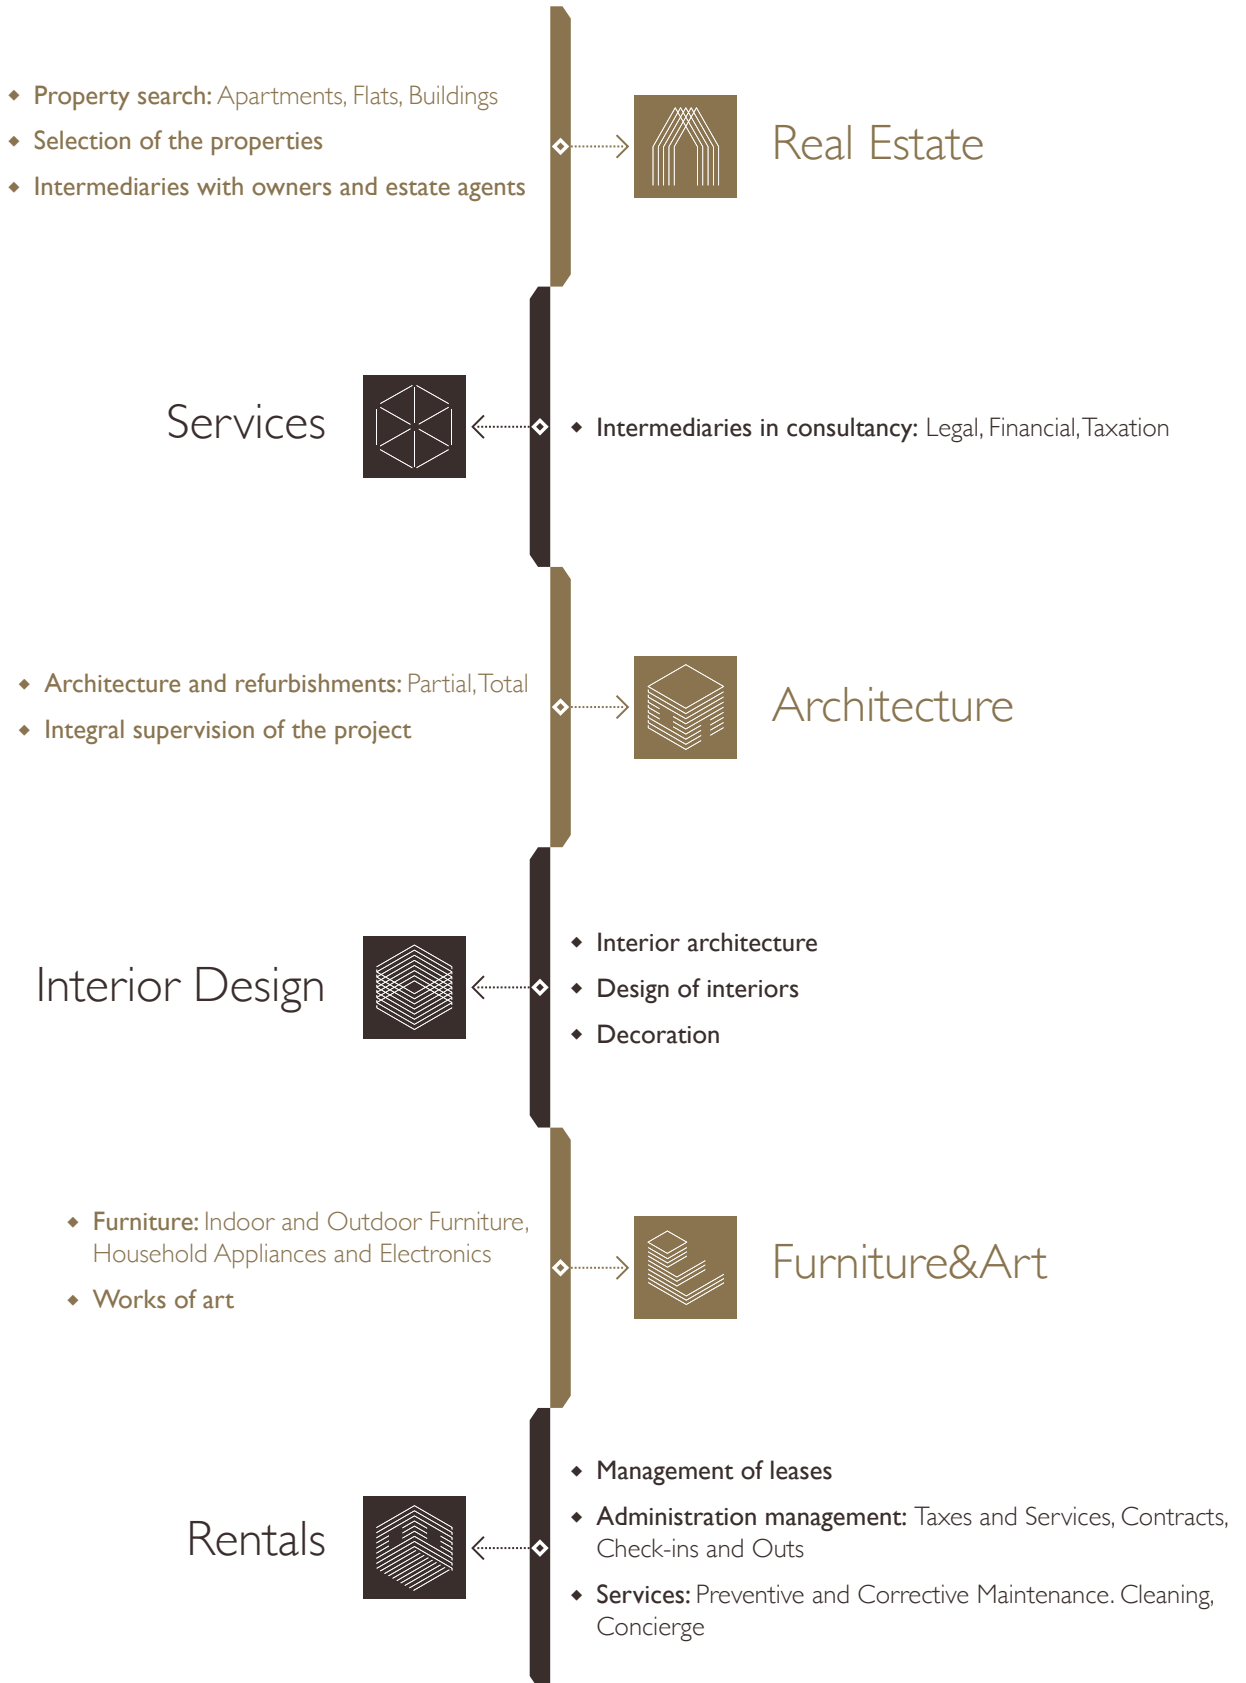 Property search: Apartments, Flats, Buildings
Selection of the properties
Intermediaries with owners and estate agents
Real Estate
Services
Intermediaries in consultancy: Legal, Financial, Taxation
Architecture and refurbishments: Partial, Total
Integral supervision of the project
Architecture
Interior Design
Interior architecture
Design of interiors
Decoration
Furniture: Indoor and Outdoor Furniture,
Household Appliances and Electronics
Works of art
Furniture&Art
Rentals
Management of leases
Administration management: Taxes and Services, Contracts,
Check-ins and Outs
Services: Preventive and Corrective Maintenance. Cleaning,
Concierge